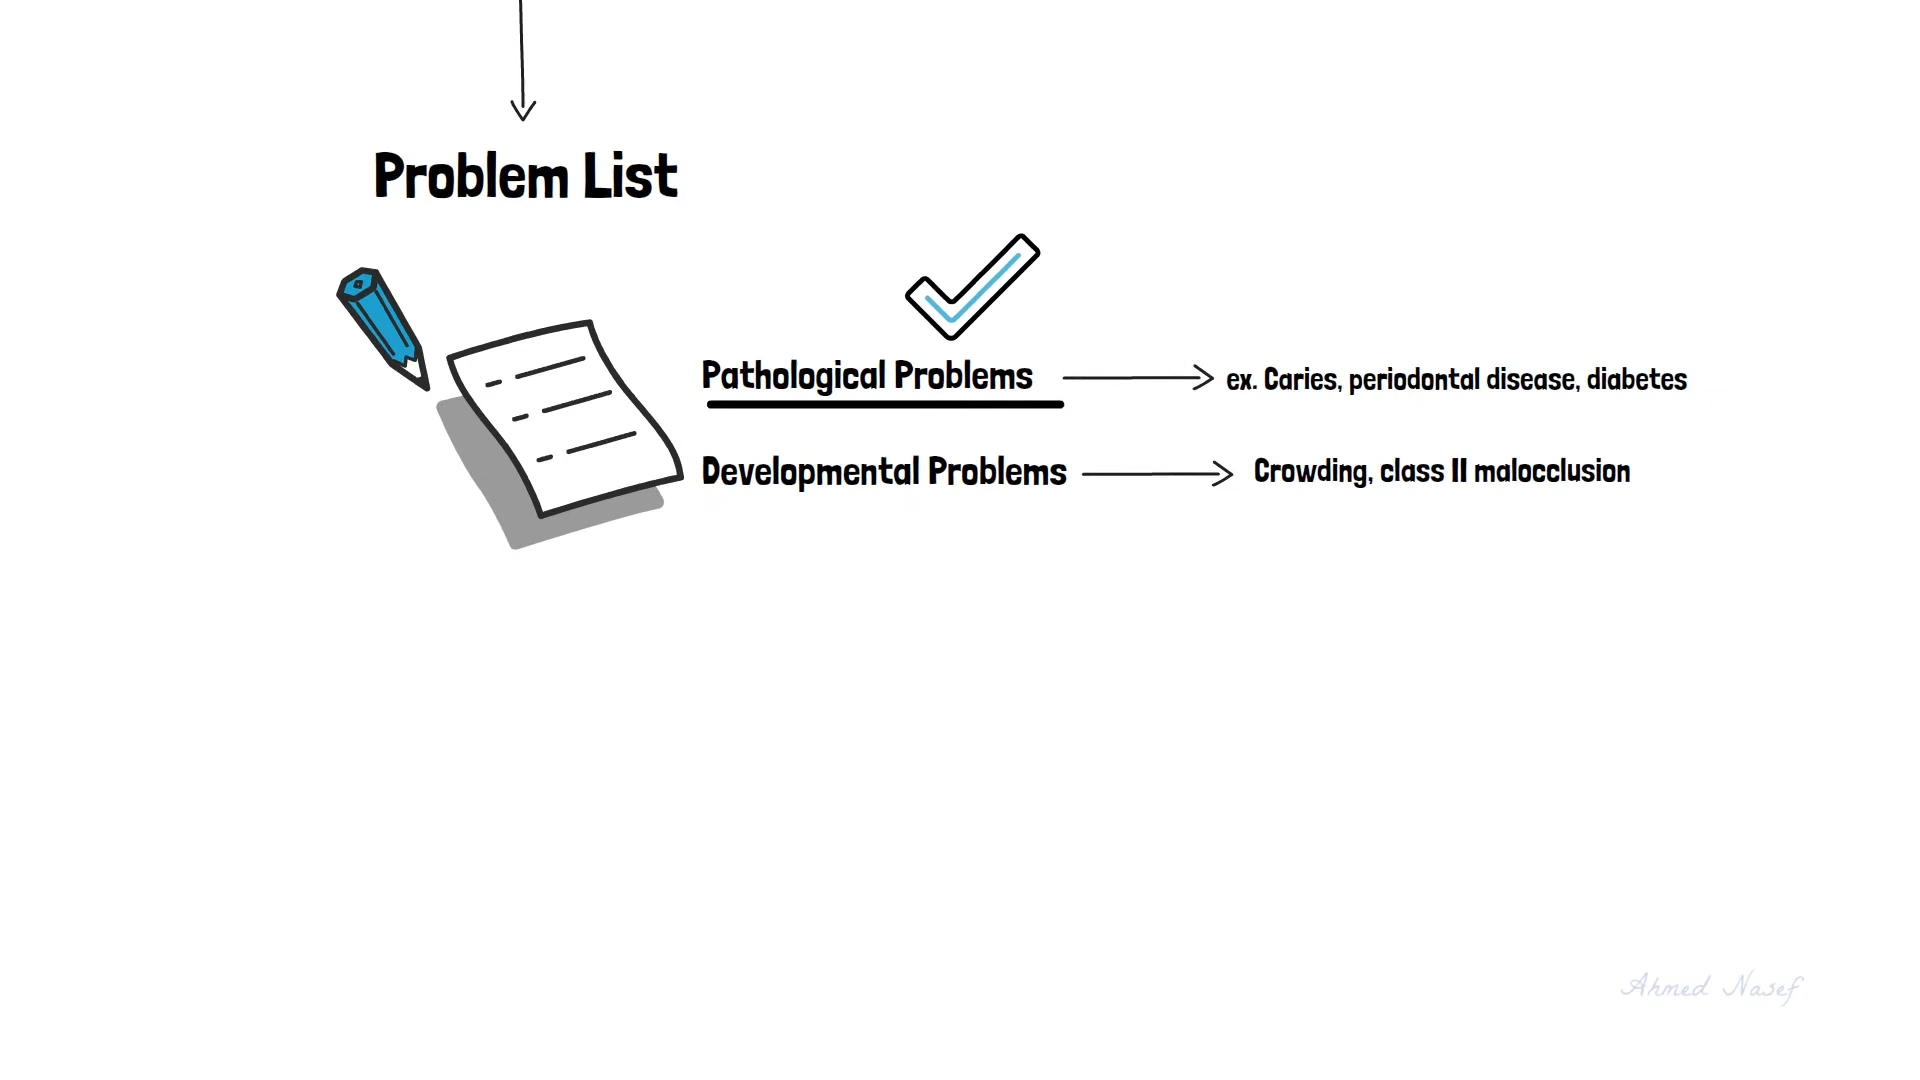 Problem List
Pathological Problems
ex. Caries, periodontal disease, diabetes
Developmental Problems
Crowding, class II malocclusion
Ahmed Nasef